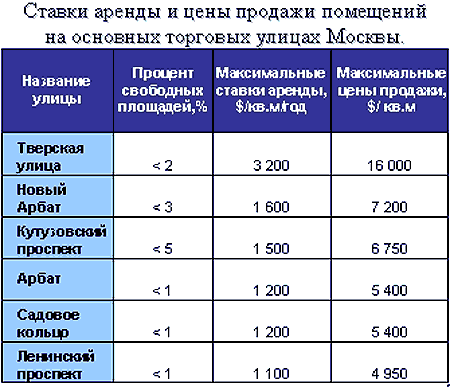 Ставки аренды и цены продажи помещений
на основных торговых улицах Москвы.
Название улицы | Процент свободных площадей,% | Максимальные ставки аренды, $/кв.м/год | Максимальные цены продажи, $/ кв.м
Тверская улица | < 2 | 3 200 | 16 000
Новый Арбат | < 3 | 1 600 | 7 200
Кутузовский проспект | < 5 | 1 500 | 6 750
Арбат | < 1 | 1 200 | 5 400
Садовое кольцо | < 1 | 1 200 | 5 400
Ленинский проспект | < 1 | 1 100 | 4 950